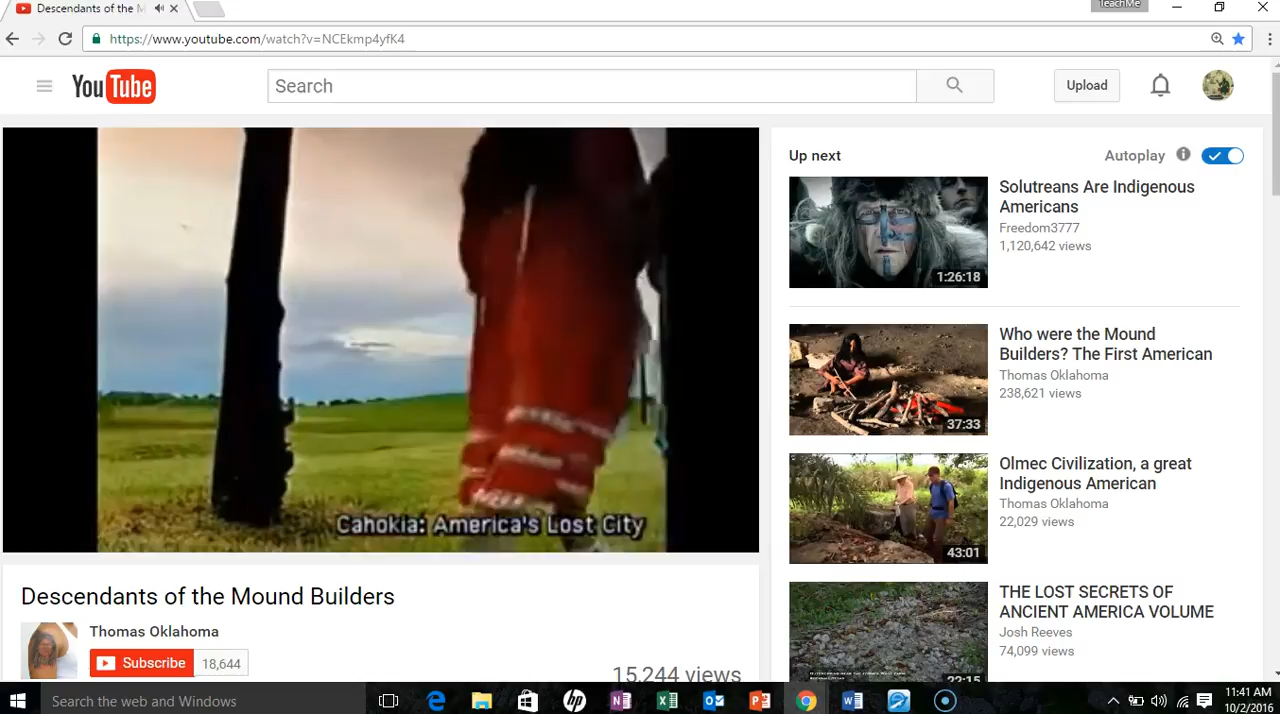 Descendants of the M
TeachMe
https://www.youtube.com/watch?v=NCEkmp4yfK4
YouTube
Search
Upload
Cahokia: America's Lost City
Descendants of the Mound Builders
Thomas Oklahoma
Subscribe 18,644
15,244 views
Up next
Autoplay
Solutreans Are Indigenous
Americans
Freedom3777
1,120,642 views
1:26:18
Who were the Mound
Builders? The First American
Thomas Oklahoma
238,621 views
37:33
Olmec Civilization, a great
Indigenous American
Thomas Oklahoma
22,029 views
43:01
THE LOST SECRETS OF
ANCIENT AMERICA VOLUME
Josh Reeves
74,099 views
22:15
Search the web and Windows
11:41 AM
10/2/2016